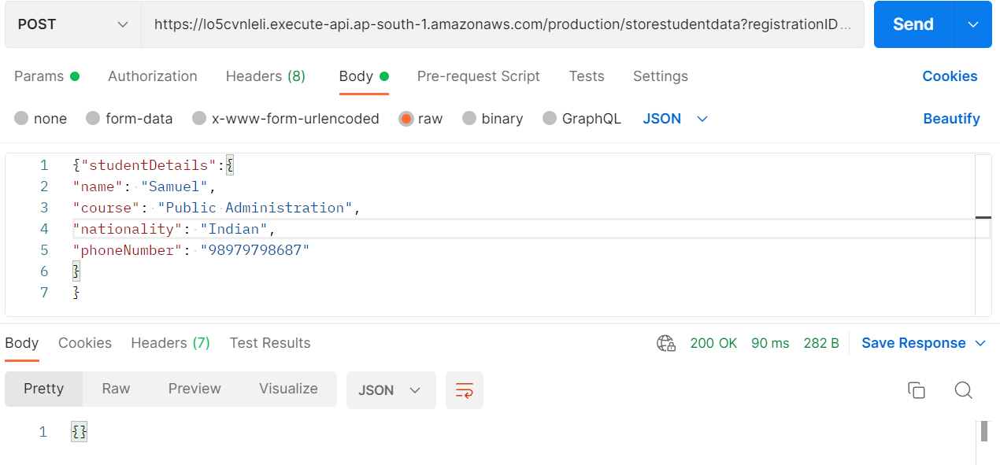 POST https://lo5cvnleli.execute-api.ap-south-1.amazonaws.com/production/storestudentdata?registrationID... Send
Params Authorization Headers (8) Body Pre-request Script Tests Settings Cookies
none form-data x-www-form-urlencoded raw binary GraphQL JSON Beautify
1 {"studentDetails":{
2 "name": "Samuel",
3 "course": "Public Administration",
4 "nationality": "Indian",
5 "phoneNumber": "98979798687"
6 }
7 }
Body Cookies Headers (7) Test Results 200 OK 90 ms 282 B Save Response
Pretty Raw Preview Visualize JSON
1 {}